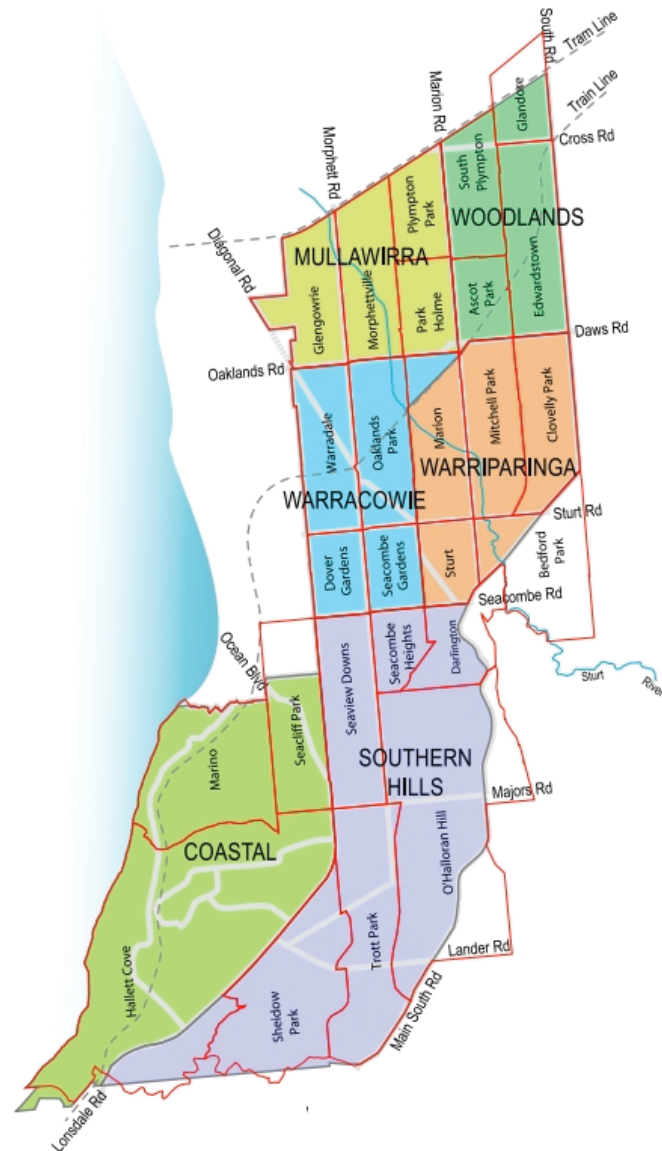 South Rd
Tram Line
Train Line
Glandore
Marion Rd
Cross Rd
Morphett Rd
South
Plympton
Plympton
Park
WOODLANDS
Diagonal Rd
MULLAWIRRA
Glengowrie
Morphettville
Park
Holme
Ascot
Park
Edwardstown
Daws Rd
Oaklands Rd
Warradale
Oaklands
Park
Marion
Mitchell Park
Clovelly Park
WARRIPARINGA
WARRACOWIE
Sturt Rd
Dover
Gardens
Seacombe
Gardens
Sturt
Bedford
Park
Seacombe Rd
Ocean Blvd
Seaview Downs
Seacombe
Heights
Darlington
Sturt
River
Marino
Seacliff Park
SOUTHERN
HILLS
Majors Rd
COASTAL
O'Halloran Hill
Trott Park
Lander Rd
Hallett Cove
Sheidow
Park
Main South Rd
Lonsdale Rd